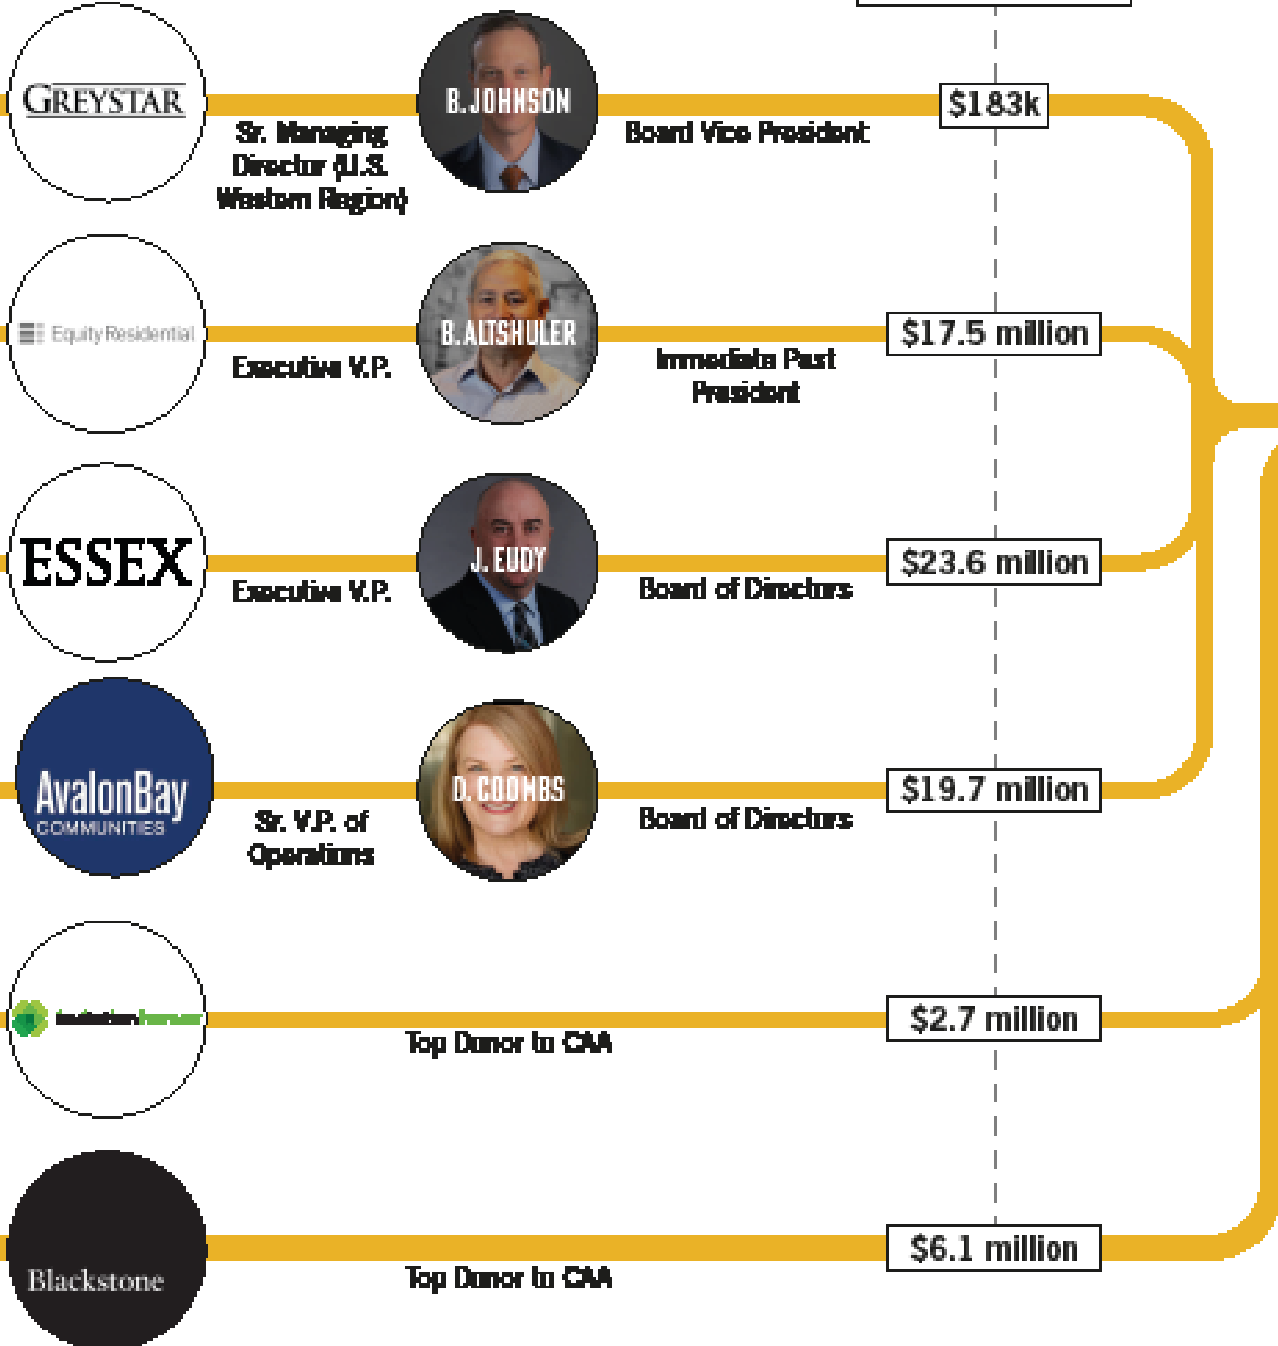 GREYSTAR
B. JOHNSON
$183k
Sr. Managing
Director (U.S.
Western Region)
Board Vice President
Equity Residential
B. ALTSHULER
$17.5 million
Executive V.P.
Immediate Past
President
ESSEX
J. EUDY
$23.6 million
Executive V.P.
Board of Directors
AvalonBay
COMMUNITIES
D. COOMBS
$19.7 million
Sr. V.P. of
Operations
Board of Directors
invitation homes
$2.7 million
Top Donor to CAA
Blackstone
$6.1 million
Top Donor to CAA